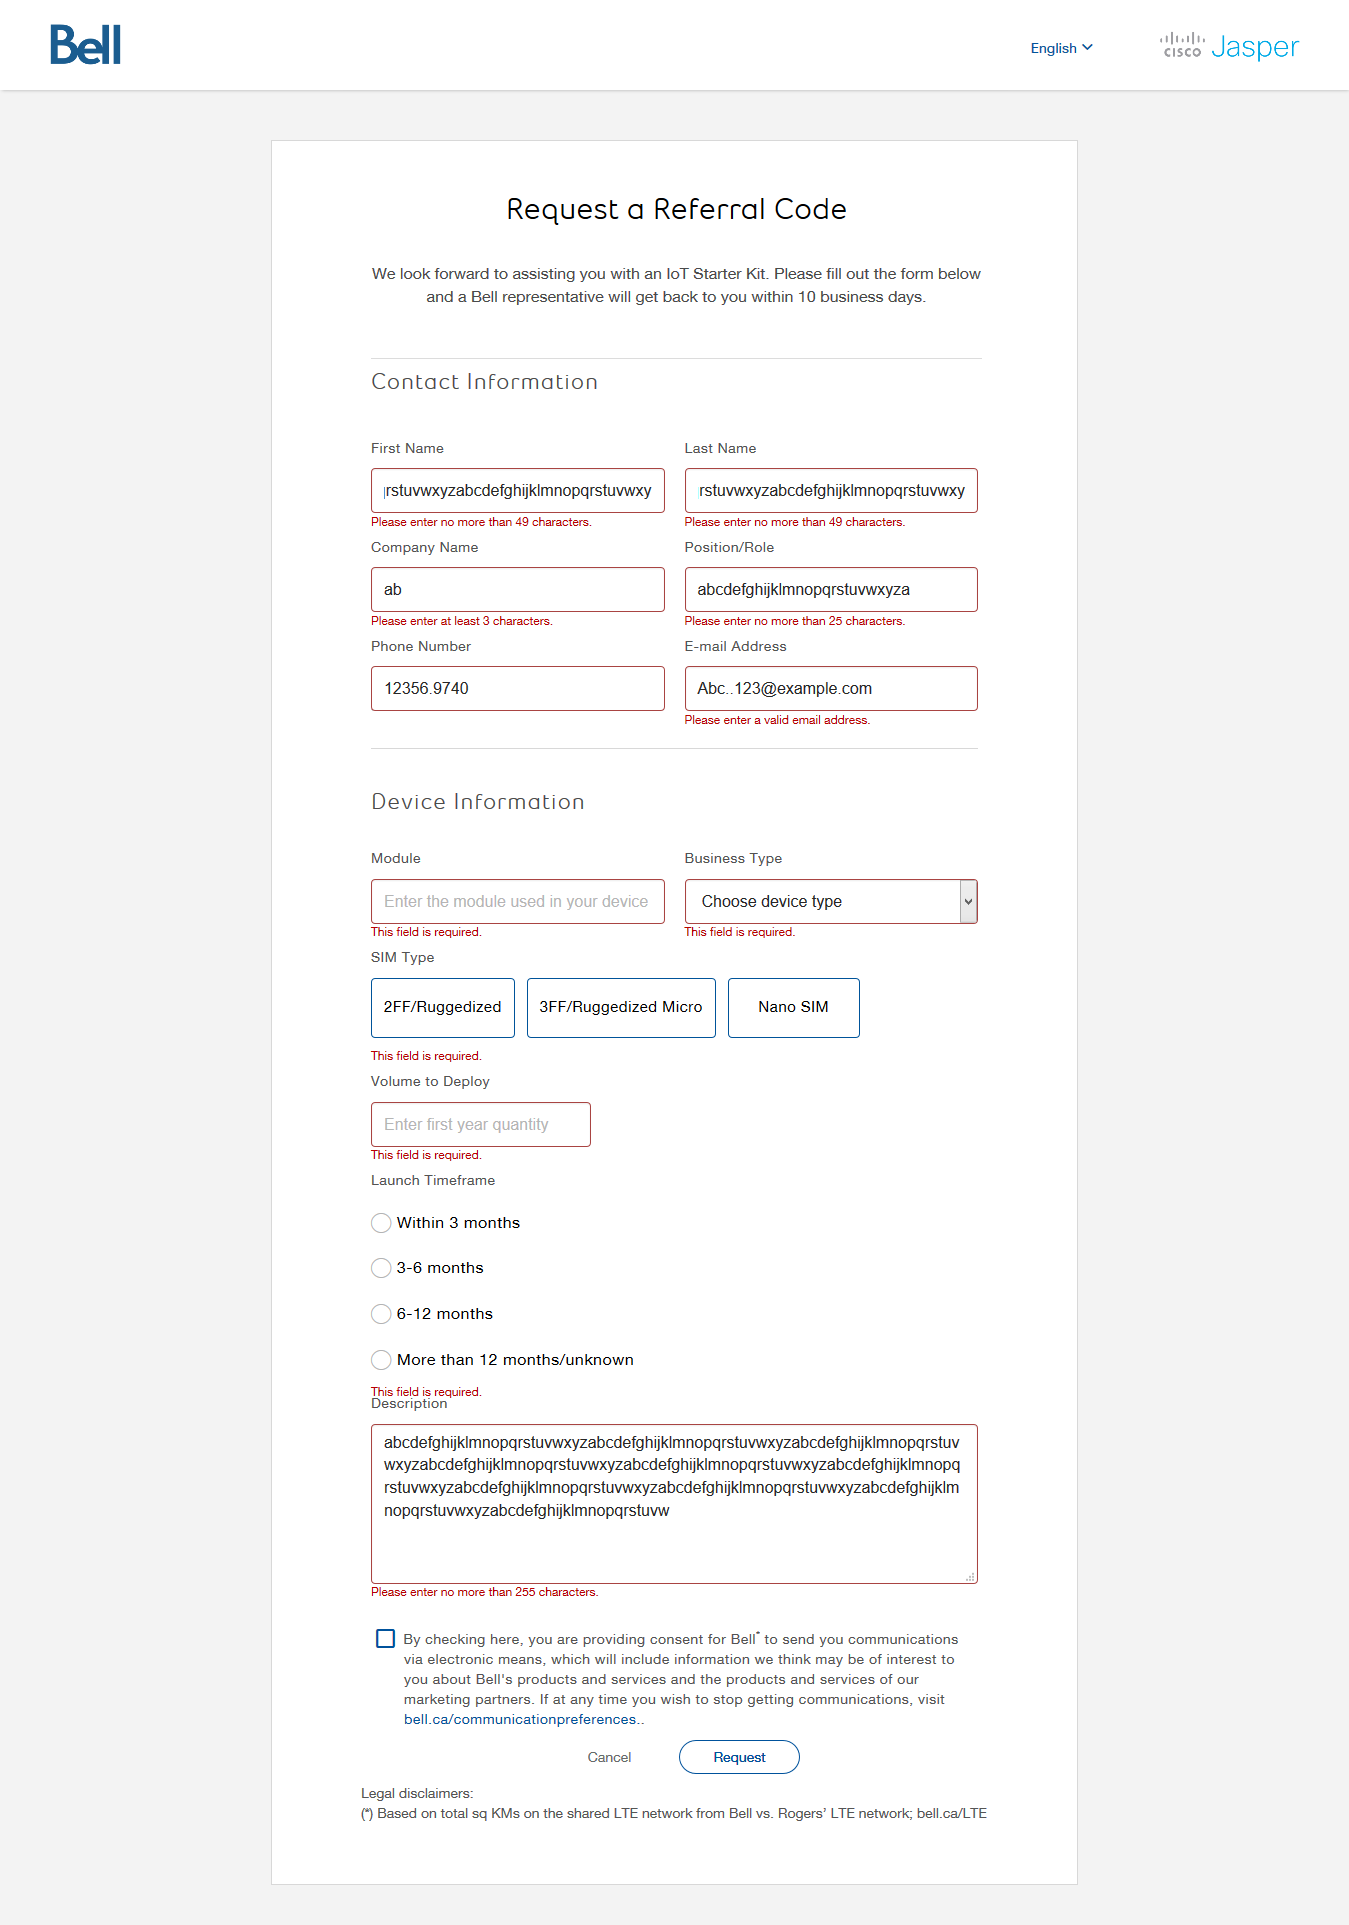 Bell
English
CISCO Jasper
Request a Referral Code
We look forward to assisting you with an IoT Starter Kit. Please fill out the form below
and a Bell representative will get back to you within 10 business days.
Contact Information
First Name
Last Name
rstuvwxyzabcdefghijklmnopqrstuvwxy
rstuvwxyzabcdefghijklmnopqrstuvwxy
Please enter no more than 49 characters.
Please enter no more than 49 characters.
Company Name
Position/Role
ab
abcdefghijklmnopqrstuvwxyza
Please enter at least 3 characters.
Please enter no more than 25 characters.
Phone Number
E-mail Address
12356.9740
Abc..123@example.com
Please enter a valid email address.
Device Information
Module
Business Type
Enter the module used in your device
Choose device type
This field is required.
This field is required.
SIM Type
2FF/Ruggedized
3FF/Ruggedized Micro
Nano SIM
This field is required.
Volume to Deploy
Enter first year quantity
This field is required.
Launch Timeframe
Within 3 months
3-6 months
6-12 months
More than 12 months/unknown
This field is required.
Description
abcdefghijklmnopqrstuvwxyzabcdefghijklmnopqrstuvwxyzabcdefghijklmnopqrstuv
wxyzabcdefghijklmnopqrstuvwxyzabcdefghijklmnopqrstuvwxyzabcdefghijklmnopq
rstuvwxyzabcdefghijklmnopqrstuvwxyzabcdefghijklmnopqrstuvwxyzabcdefghijklm
nopqrstuvwxyzabcdefghijklmnopqrstuvw
Please enter no more than 255 characters.
By checking here, you are providing consent for Bell* to send you communications
via electronic means, which will include information we think may be of interest to
you about Bell's products and services and the products and services of our
marketing partners. If at any time you wish to stop getting communications, visit
bell.ca/communicationpreferences..
Cancel
Request
Legal disclaimers:
(*) Based on total sq KMs on the shared LTE network from Bell vs. Rogers’ LTE network; bell.ca/LTE